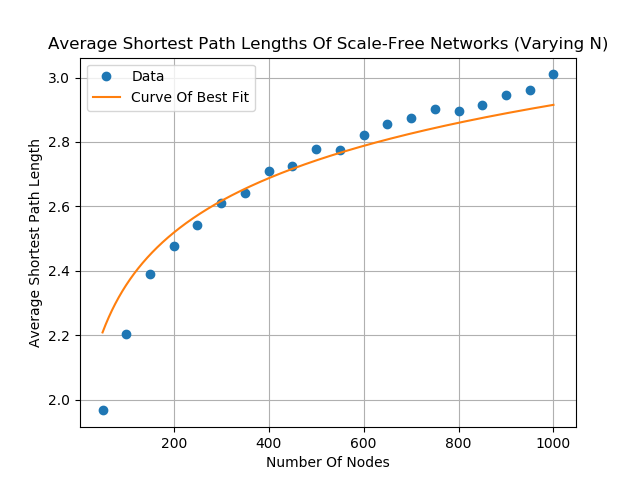 Average Shortest Path Lengths Of Scale-Free Networks (Varying N)
Data
Curve Of Best Fit
3.0
2.8
2.6
2.4
2.2
2.0
Average Shortest Path Length
200
400
600
800
1000
Number Of Nodes